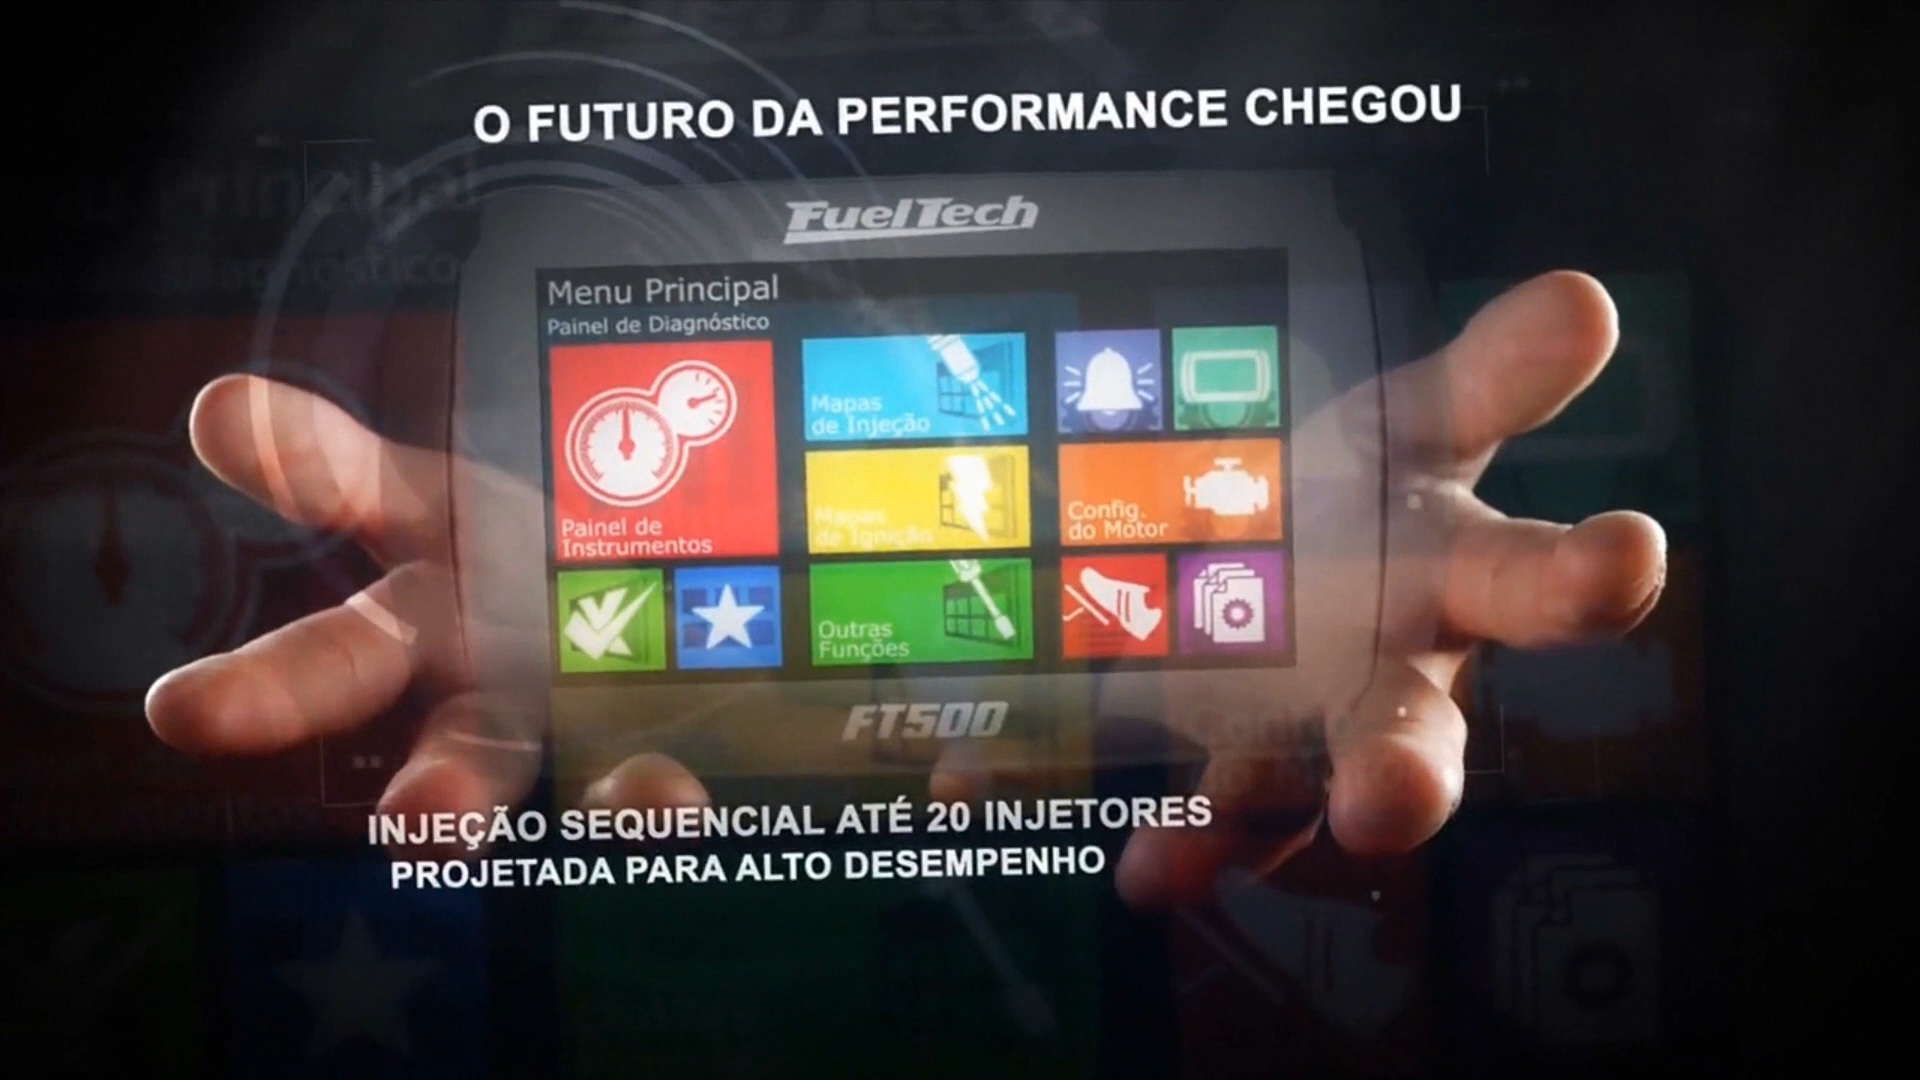 O FUTURO DA PERFORMANCE CHEGOU
FuelTech
Menu Principal
Painel de Diagnóstico
Painel de
Instrumentos
Mapas
de Injeção
Mapas
de Ignição
Outras
Funções
Config.
do Motor
FT500
INJEÇÃO SEQUENCIAL ATÉ 20 INJETORES
PROJETADA PARA ALTO DESEMPENHO